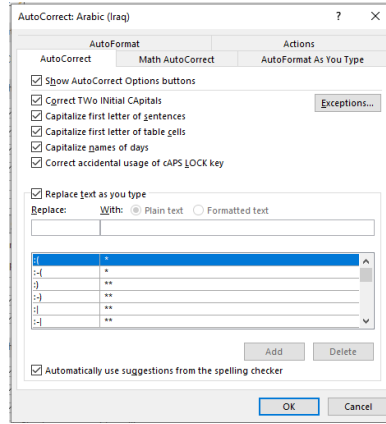 AutoCorrect: Arabic (Iraq) ? X
AutoFormat Actions
AutoCorrect Math AutoCorrect AutoFormat As You Type
Show AutoCorrect Options buttons
Correct TWo INitial CApitals
Exceptions...
Capitalize first letter of sentences
Capitalize first letter of table cells
Capitalize names of days
Correct accidental usage of cAPS LOCK key
Replace text as you type
Replace: With: Plain text Formatted text
:( *
:-( *
:) **
:-) **
:| **
:-| **
Add Delete
Automatically use suggestions from the spelling checker
OK Cancel